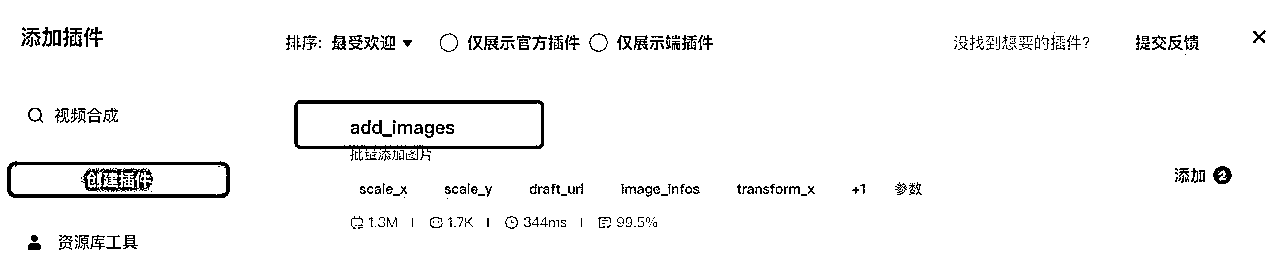 添加插件
排序: 最受欢迎 仅展示官方插件 仅展示端插件 没找到想要的插件? 提交反馈
视频合成
add_images
批量添加图片
创建插件
添加 2
scale_x scale_y draft_url image_infos transform_x +1 参数
1.3M 1.7K 344ms 99.5%
资源库工具